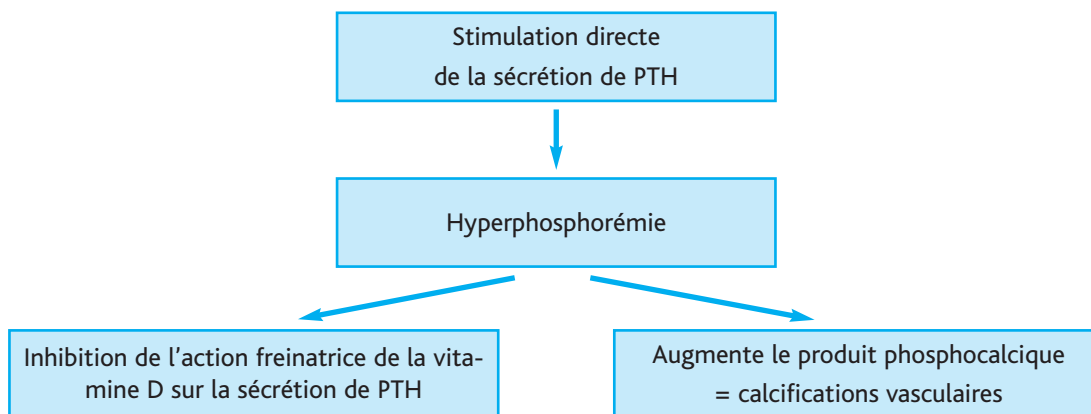 Stimulation directe
de la sécrétion de PTH
Hyperphosphorémie
Inhibition de l'action freinatrice de la vita-
mine D sur la sécrétion de PTH
Augmente le produit phosphocalcique
= calcifications vasculaires